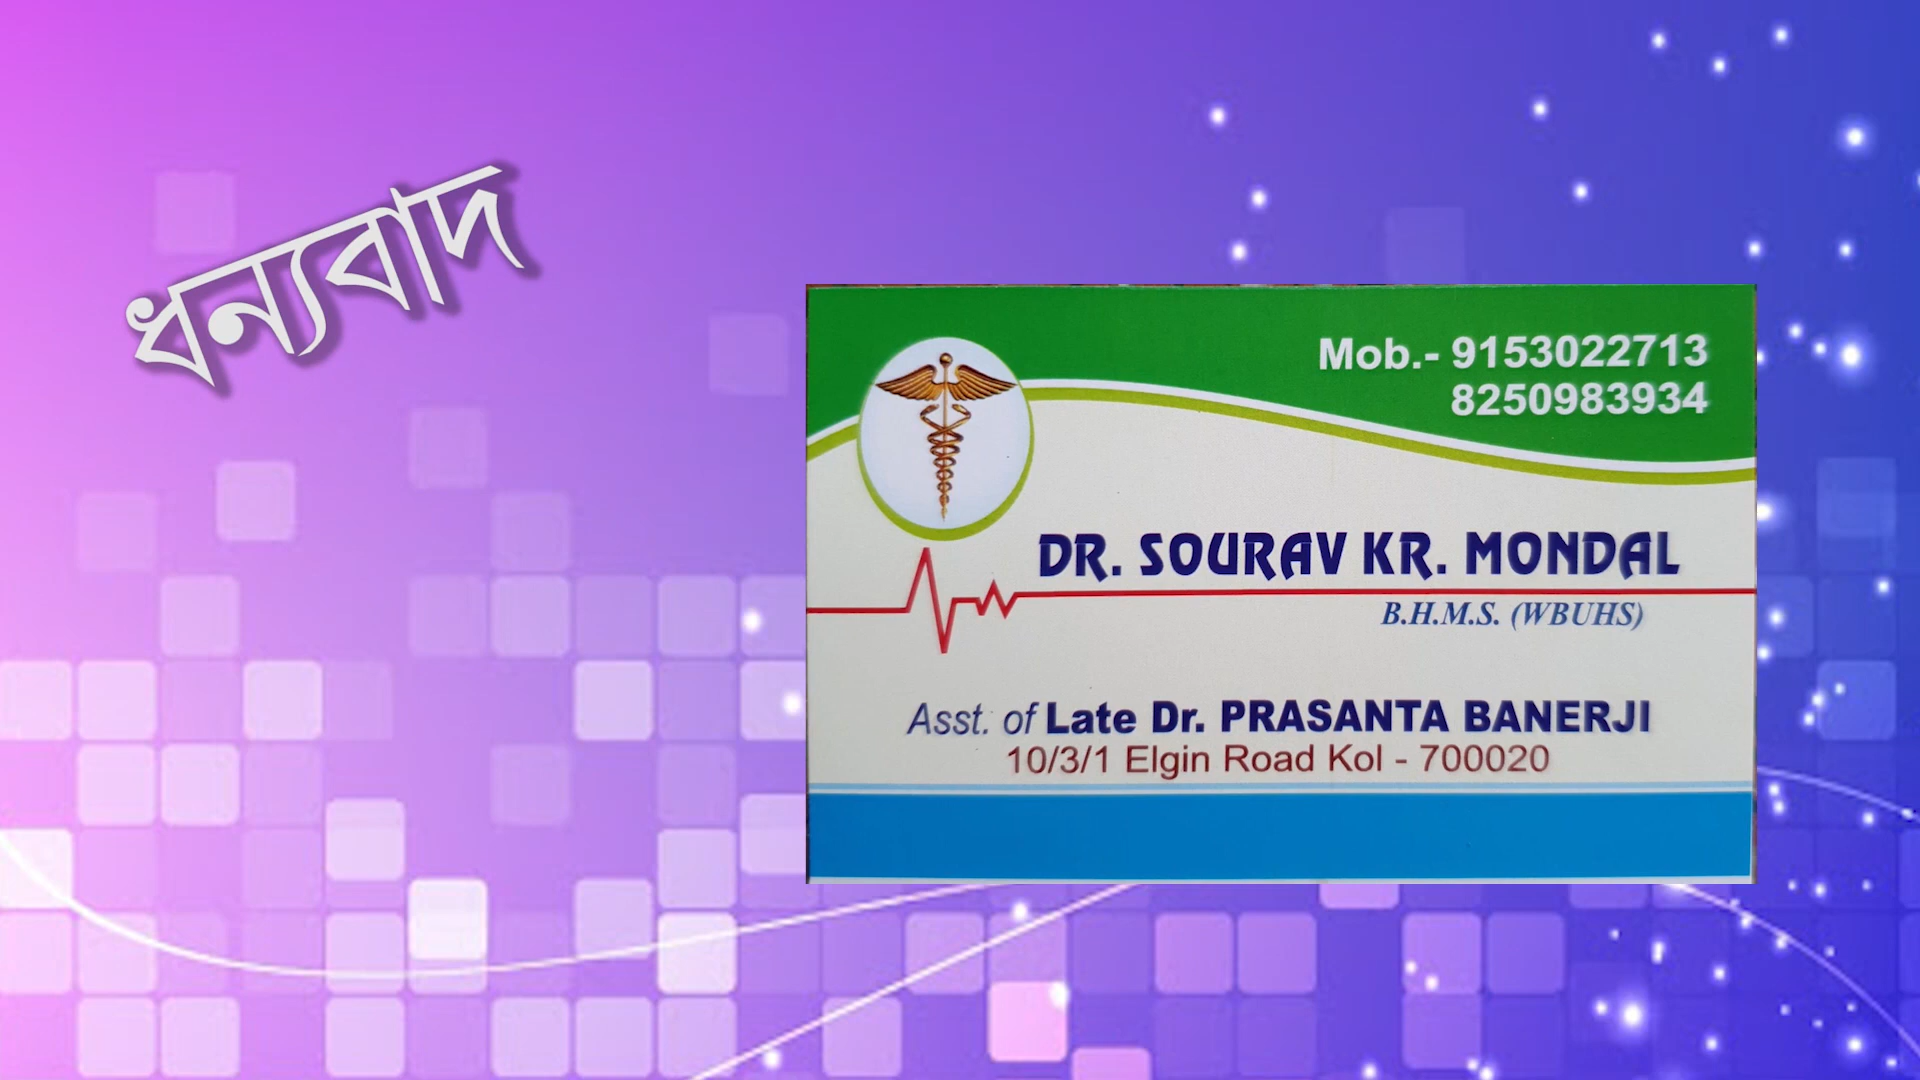 ধন্যবাদ
Mob.- 9153022713
8250983934
DR. SOURAV KR. MONDAL
B.H.M.S. (WBUHS)
Asst. of Late Dr. PRASANTA BANERJI
10/3/1 Elgin Road Kol - 700020